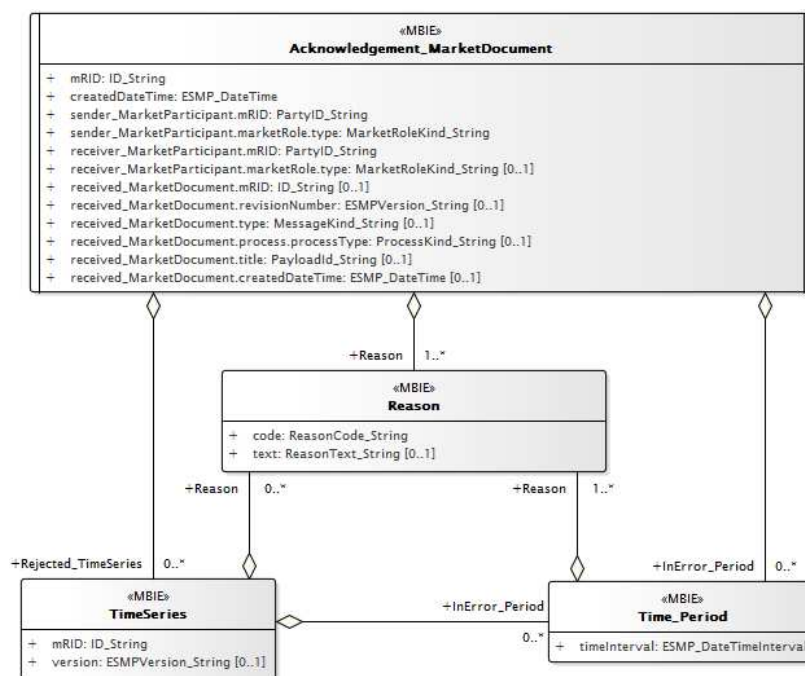 «MBIE»
Acknowledgement_MarketDocument
+ mRID: ID_String
+ createdDateTime: ESMP_DateTime
+ sender_MarketParticipant.mRID: PartyID_String
+ sender_MarketParticipant.marketRole.type: MarketRoleKind_String
+ receiver_MarketParticipant.mRID: PartyID_String
+ receiver_MarketParticipant.marketRole.type: MarketRoleKind_String [0..1]
+ received_MarketDocument.mRID: ID_String [0..1]
+ received_MarketDocument.revisionNumber: ESMPVersion_String [0..1]
+ received_MarketDocument.type: MessageKind_String [0..1]
+ received_MarketDocument.process.processType: ProcessKind_String [0..1]
+ received_MarketDocument.title: PayloadId_String [0..1]
+ received_MarketDocument.createdDateTime: ESMP_DateTime [0..1]
+Reason 1..*
«MBIE»
Reason
+ code: ReasonCode_String
+ text: ReasonText_String [0..1]
+Reason 0..*
+Reason 1..*
+Rejected_TimeSeries 0..*
+InError_Period 0..*
«MBIE»
TimeSeries
+ mRID: ID_String
+ version: ESMPVersion_String [0..1]
+InError_Period
0..*
«MBIE»
Time_Period
+ timeInterval: ESMP_DateTimeInterval